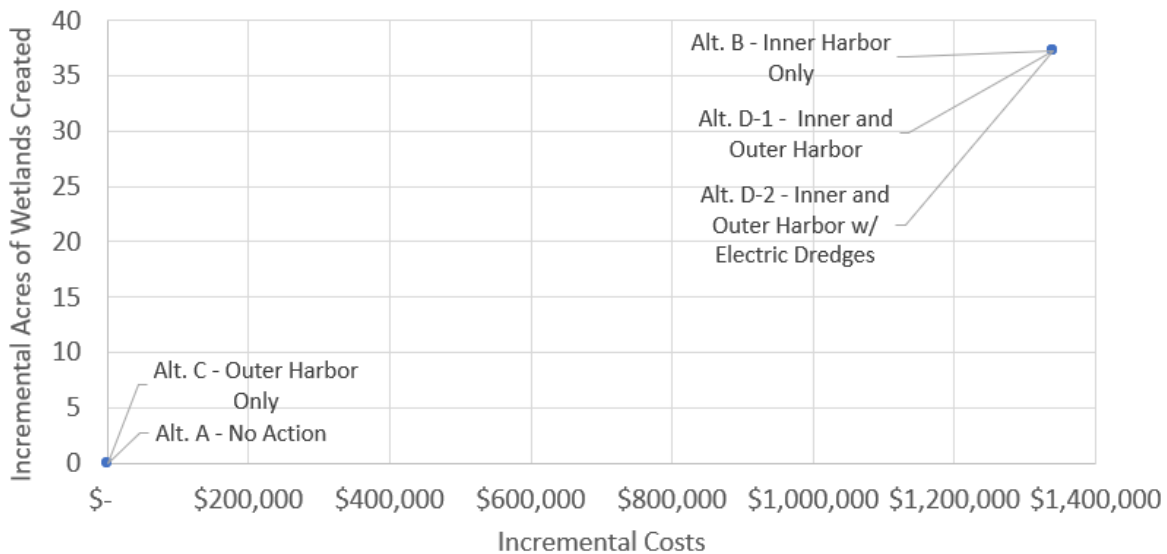 Incremental Acres of Wetlands Created
40
35
30
25
20
15
10
5
0
Alt. B - Inner Harbor
Only
Alt. D-1 - Inner and
Outer Harbor
Alt. D-2 - Inner and
Outer Harbor w/
Electric Dredges
Alt. C - Outer Harbor
Only
Alt. A - No Action
$- $200,000 $400,000 $600,000 $800,000 $1,000,000 $1,200,000 $1,400,000
Incremental Costs